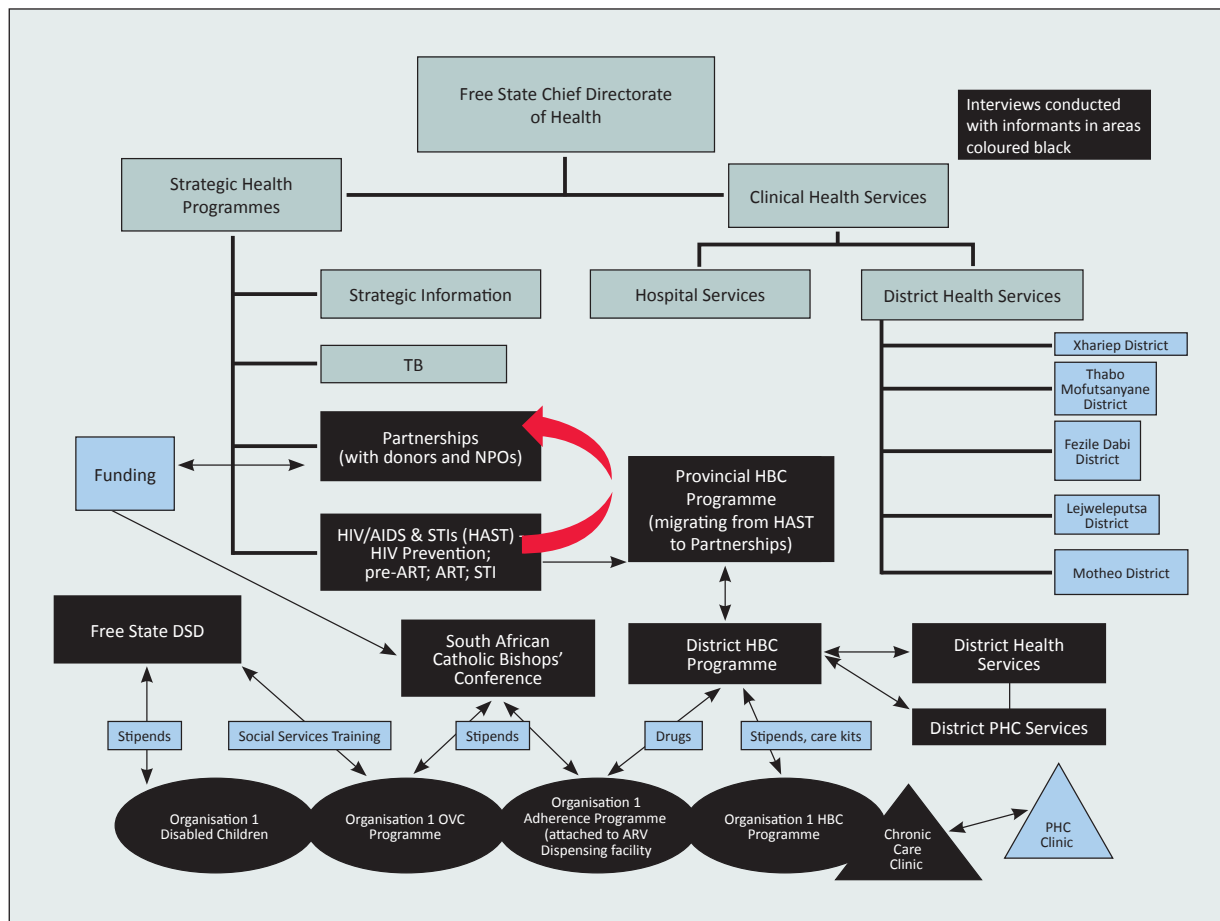 Free State Chief Directorate
of Health
Interviews conducted
with informants in areas
coloured black
Strategic Health
Programmes
Clinical Health Services
Strategic Information
Hospital Services
District Health Services
TB
Xhariep District
Thabo
Mofutsanyane
District
Partnerships
(with donors and NPOs)
Funding
Fezile Dabi
District
Provincial HBC
Programme
(migrating from HAST
to Partnerships)
Lejweleputsa
District
HIV/AIDS & STIs (HAST) –
HIV Prevention;
pre-ART; ART; STI
Motheo District
Free State DSD
South African
Catholic Bishops’
Conference
District HBC
Programme
District Health
Services
District PHC Services
Stipends
Social Services Training
Stipends
Drugs
Stipends, care kits
Organisation 1
Disabled Children
Organisation 1 OVC
Programme
Organisation 1
Adherence Programme
(attached to ARV
Dispensing facility
Organisation 1 HBC
Programme
Chronic
Care
Clinic
PHC
Clinic